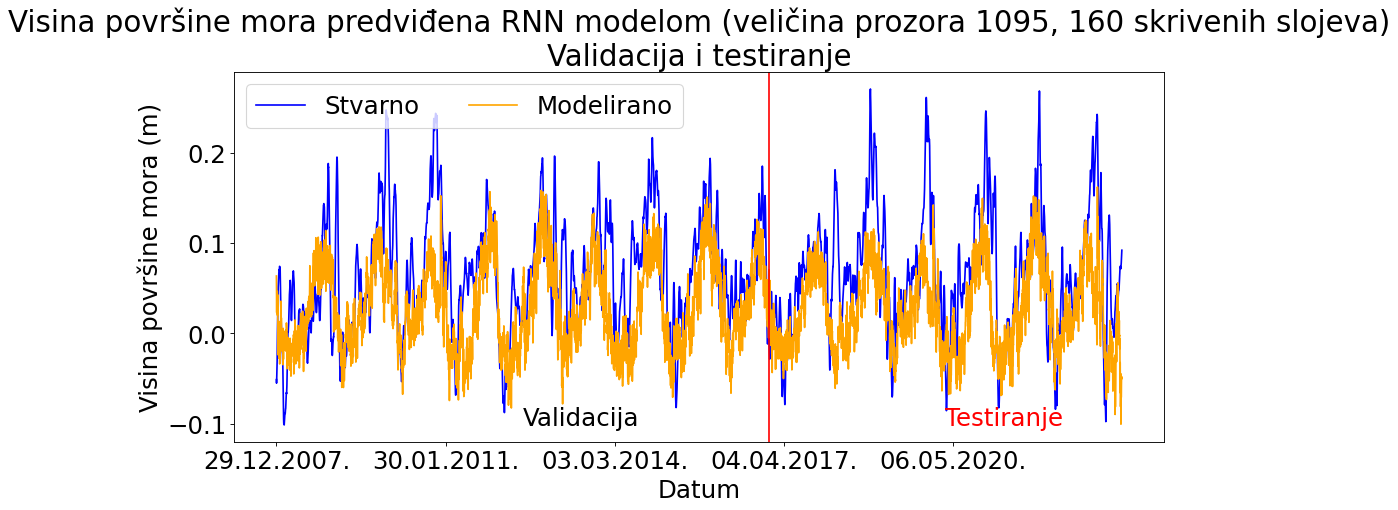 Visina površine mora predviđena RNN modelom (veličina prozora 1095, 160 skrivenih slojeva)
Validacija i testiranje
Stvarno
Modelirano
Visina površine mora (m)
0.2
0.1
0.0
−0.1
Validacija
Testiranje
29.12.2007.
30.01.2011.
03.03.2014.
04.04.2017.
06.05.2020.
Datum